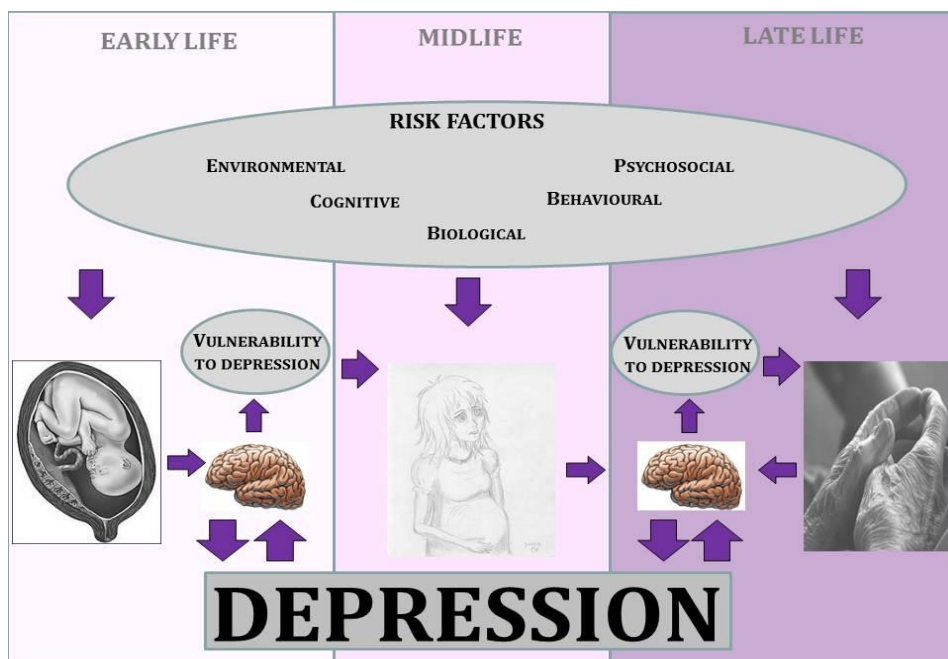 EARLY LIFE
MIDLIFE
LATE LIFE
RISK FACTORS
ENVIRONMENTAL
PSYCHOSOCIAL
COGNITIVE
BEHAVIOURAL
BIOLOGICAL
VULNERABILITY
TO DEPRESSION
VULNERABILITY
TO DEPRESSION
DEPRESSION